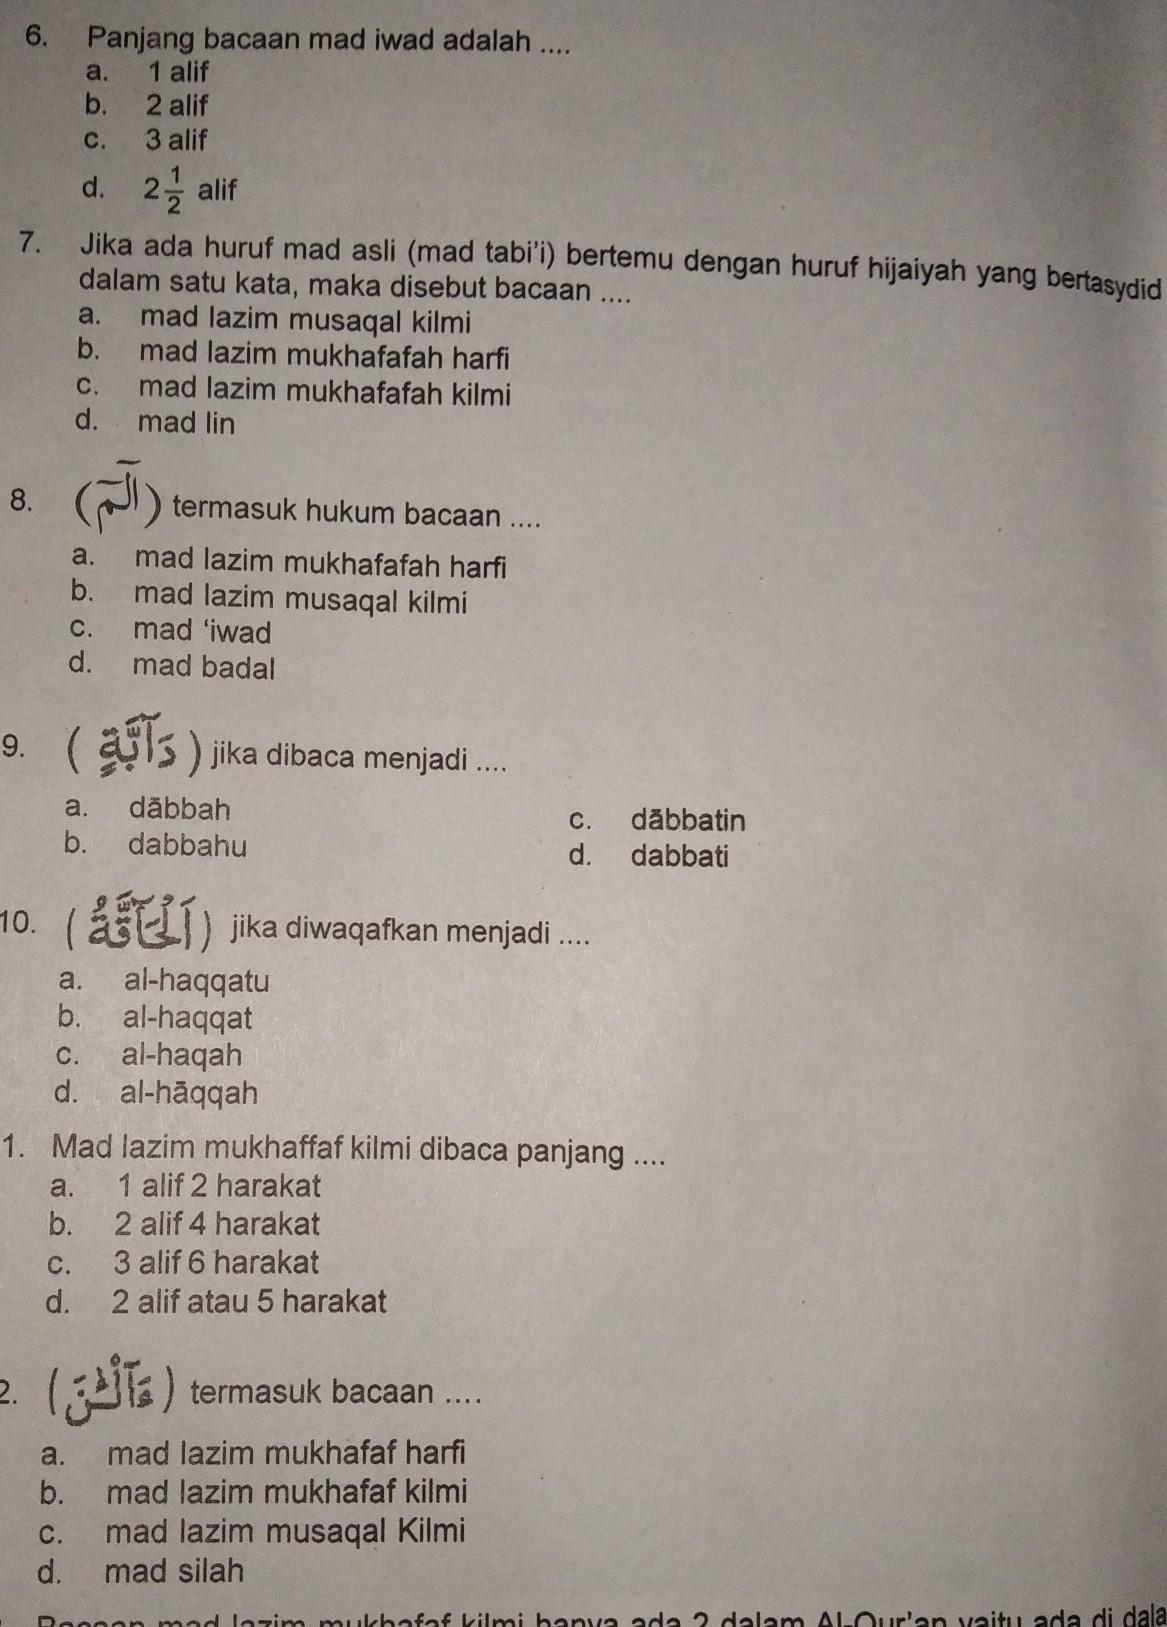 6. Panjang bacaan mad iwad adalah ....
a. 1 alif
b. 2 alif
c. 3 alif
d. 2 1/2 alif
7. Jika ada huruf mad asli (mad tabi'i) bertemu dengan huruf hijaiyah yang bertasydid
dalam satu kata, maka disebut bacaan ....
a. mad lazim musaqal kilmi
b. mad lazim mukhafafah harfi
c. mad lazim mukhafafah kilmi
d. mad lin
8. (الٓمٓ) termasuk hukum bacaan ....
a. mad lazim mukhafafah harfi
b. mad lazim musaqal kilmi
c. mad 'iwad
d. mad badal
9. ( دَآبَّةٍ ) jika dibaca menjadi ....
a. dābbah
c. dābbatin
b. dabbahu
d. dabbati
10. ( اَلْحَآقَّةُ ) jika diwaqafkan menjadi ....
a. al-haqqatu
b. al-haqqat
c. al-haqah
d. al-hāqqah
1. Mad lazim mukhaffaf kilmi dibaca panjang ....
a. 1 alif 2 harakat
b. 2 alif 4 harakat
c. 3 alif 6 harakat
d. 2 alif atau 5 harakat
2. ( ءَآلْـٰٔنَ ) termasuk bacaan ....
a. mad lazim mukhafaf harfi
b. mad lazim mukhafaf kilmi
c. mad lazim musaqal Kilmi
d. mad silah
Bacaan mad lazim mukhafaf kilmi hanya ada 2 dalam Al-Qur'an yaitu ada di dala